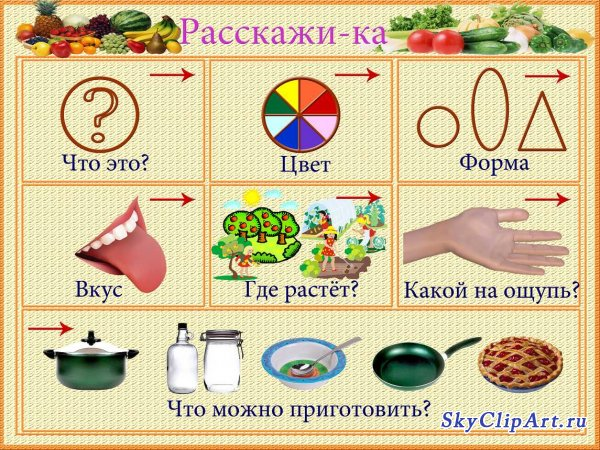 Расскажи-ка
Что это?
Цвет
Форма
Вкус
Где растёт?
Какой на ощупь?
Что можно приготовить?
SkyClipArt.ru